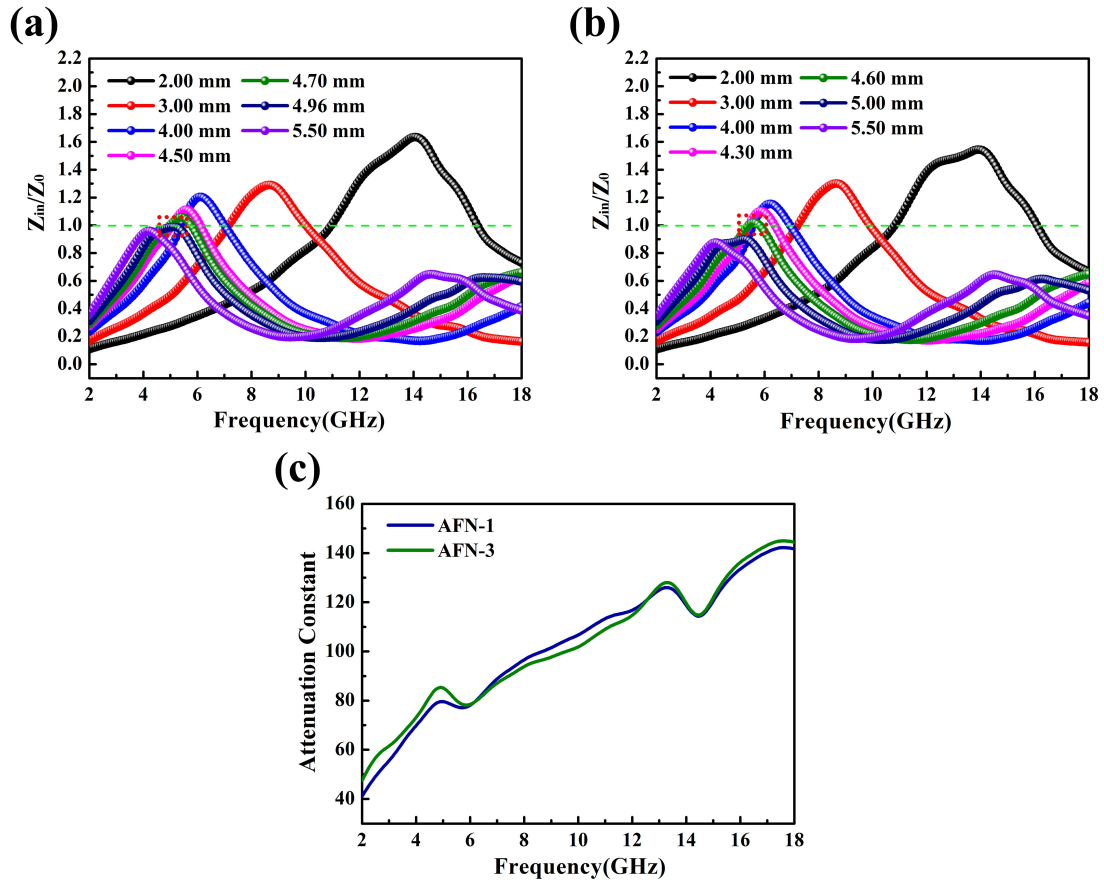 (a)
Zin/Z0
2.2
2.0
1.8
1.6
1.4
1.2
1.0
0.8
0.6
0.4
0.2
0.0
2.00 mm
3.00 mm
4.00 mm
4.50 mm
4.70 mm
4.96 mm
5.50 mm
2 4 6 8 10 12 14 16 18
Frequency(GHz)
(b)
Zin/Z0
2.2
2.0
1.8
1.6
1.4
1.2
1.0
0.8
0.6
0.4
0.2
0.0
2.00 mm
3.00 mm
4.00 mm
4.30 mm
4.60 mm
5.00 mm
5.50 mm
2 4 6 8 10 12 14 16 18
Frequency(GHz)
(c)
Attenuation Constant
160
140
120
100
80
60
40
AFN-1
AFN-3
2 4 6 8 10 12 14 16 18
Frequency(GHz)